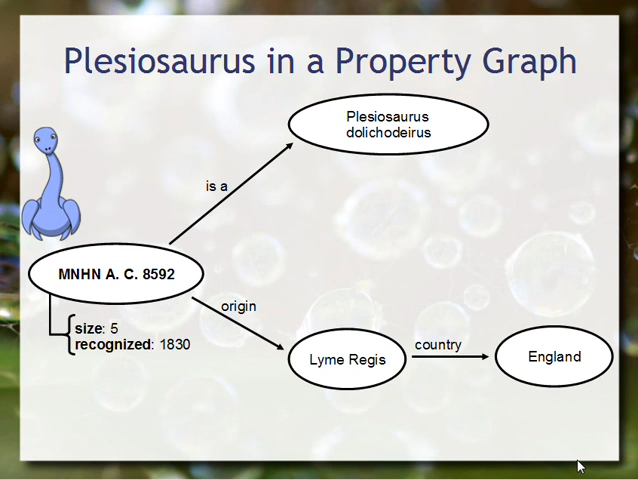 Plesiosaurus in a Property Graph
Plesiosaurus
dolichodeirus
is a
MNHN A. C. 8592
origin
size: 5
recognized: 1830
Lyme Regis
country
England